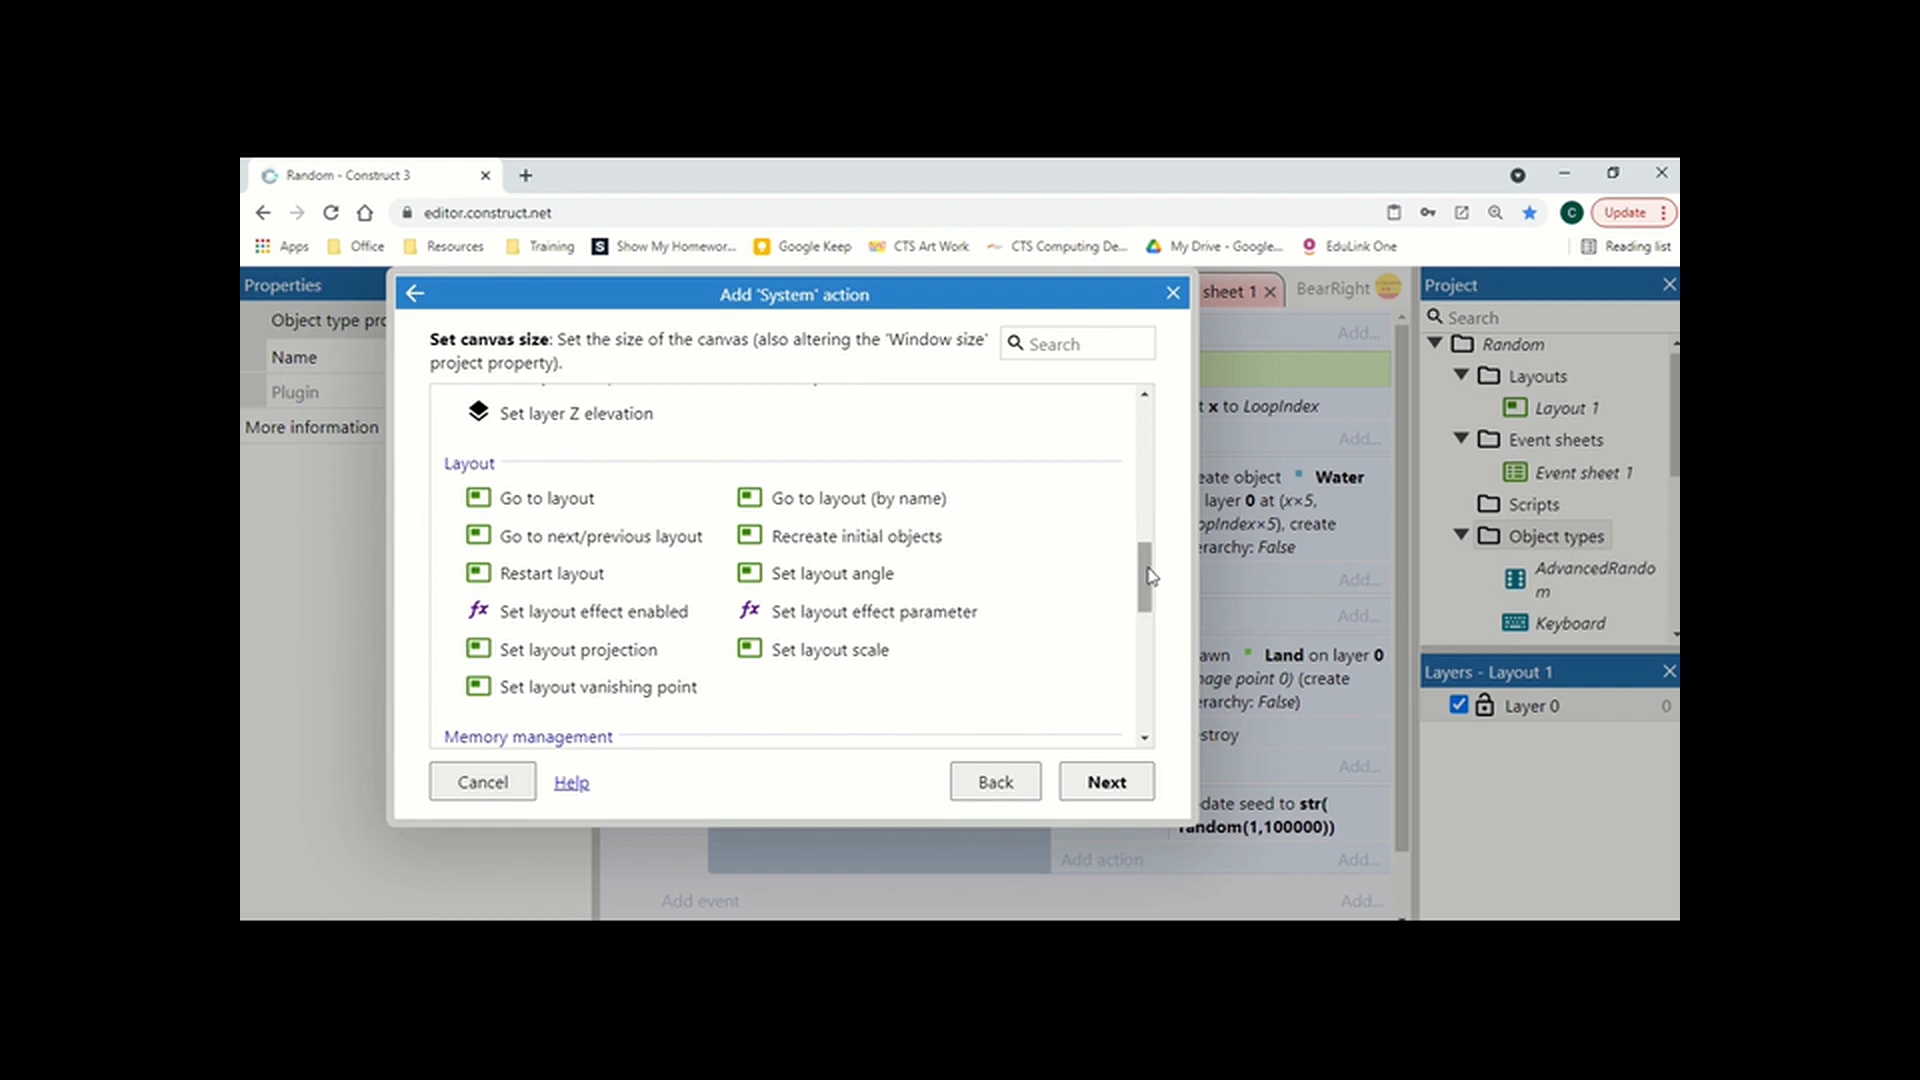 Random - Construct 3
editor.construct.net
Update
Apps Office Resources Training Show My Homewor... Google Keep CTS Art Work CTS Computing De... My Drive - Google... EduLink One Reading list
Properties
Object type pro
Name
Plugin
More information
Add 'System' action
Set canvas size: Set the size of the canvas (also altering the 'Window size'
project property).
Search
Set layer Z elevation
Layout
Go to layout Go to layout (by name)
Go to next/previous layout Recreate initial objects
Restart layout Set layout angle
fx Set layout effect enabled fx Set layout effect parameter
Set layout projection Set layout scale
Set layout vanishing point
Memory management
Cancel Help Back Next
sheet 1 BearRight
Add...
t x to LoopIndex
Add...
eate object Water
layer 0 at (x×5,
opIndex×5), create
erarchy: False
Add...
Add...
awn Land on layer 0
nage point 0) (create
erarchy: False)
Add...
stroy
Add...
date seed to str(
random(1,100000))
Add action Add...
Add event Add...
Project
Search
Random
Layouts
Layout 1
Event sheets
Event sheet 1
Scripts
Object types
AdvancedRando
m
Keyboard
Layers - Layout 1
Layer 0 0